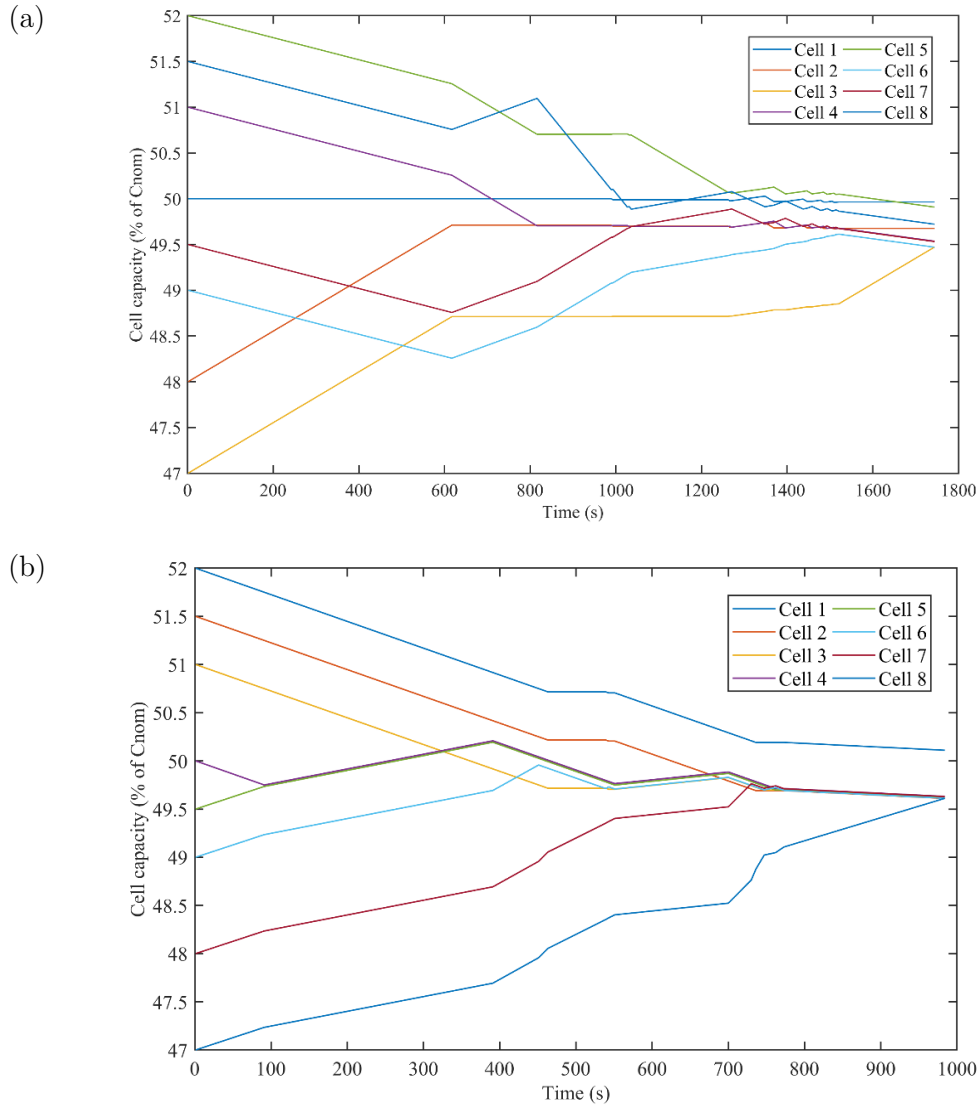 (a)
Cell capacity (% of Cnom)
52
51.5
51
50.5
50
49.5
49
48.5
48
47.5
47
Cell 1 Cell 5
Cell 2 Cell 6
Cell 3 Cell 7
Cell 4 Cell 8
0 200 400 600 800 1000 1200 1400 1600 1800
Time (s)
(b)
Cell capacity (% of Cnom)
52
51.5
51
50.5
50
49.5
49
48.5
48
47.5
47
Cell 1 Cell 5
Cell 2 Cell 6
Cell 3 Cell 7
Cell 4 Cell 8
0 100 200 300 400 500 600 700 800 900 1000
Time (s)